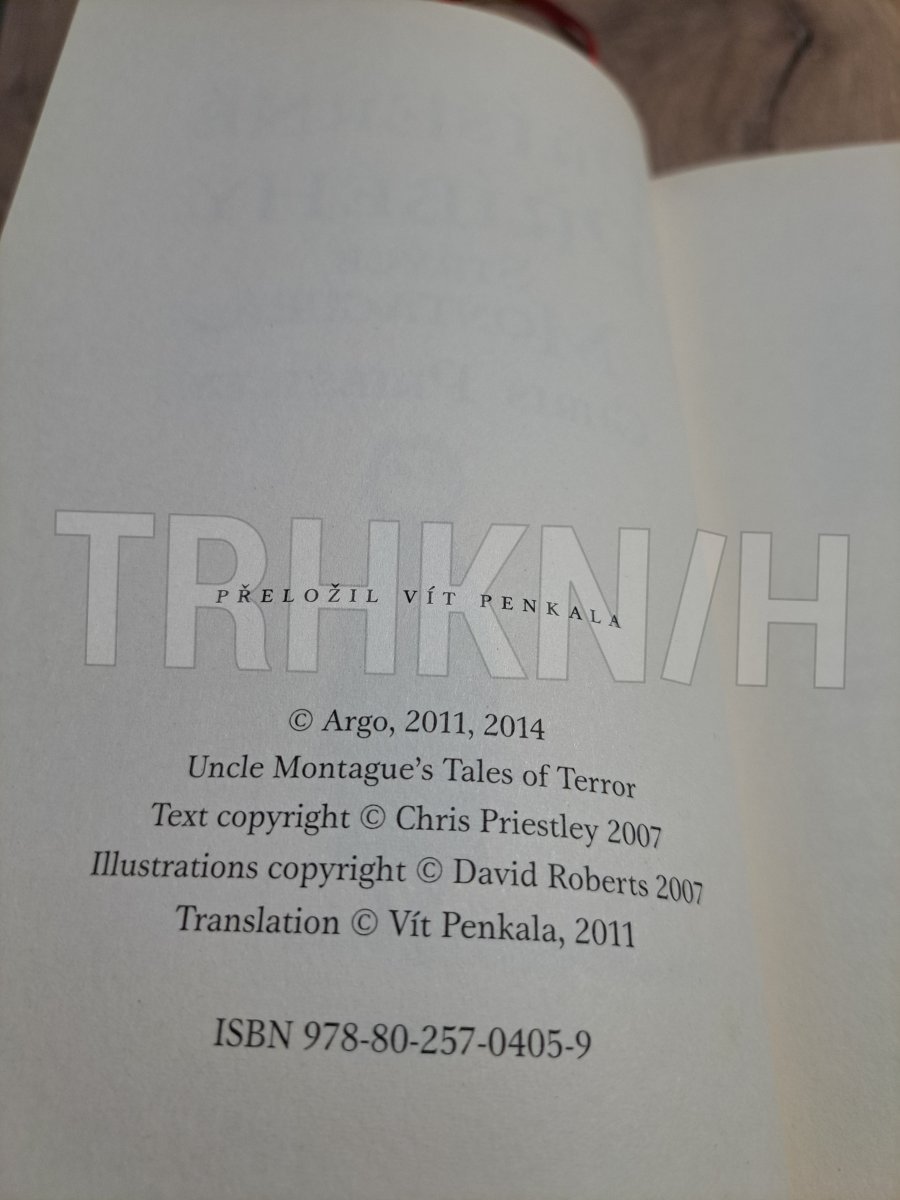 TRHKN/H
PŘELOŽIL VÍT PENKALA
© Argo, 2011, 2014
Uncle Montague's Tales of Terror
Text copyright © Chris Priestley 2007
Illustrations copyright © David Roberts 2007
Translation © Vít Penkala, 2011
ISBN 978-80-257-0405-9